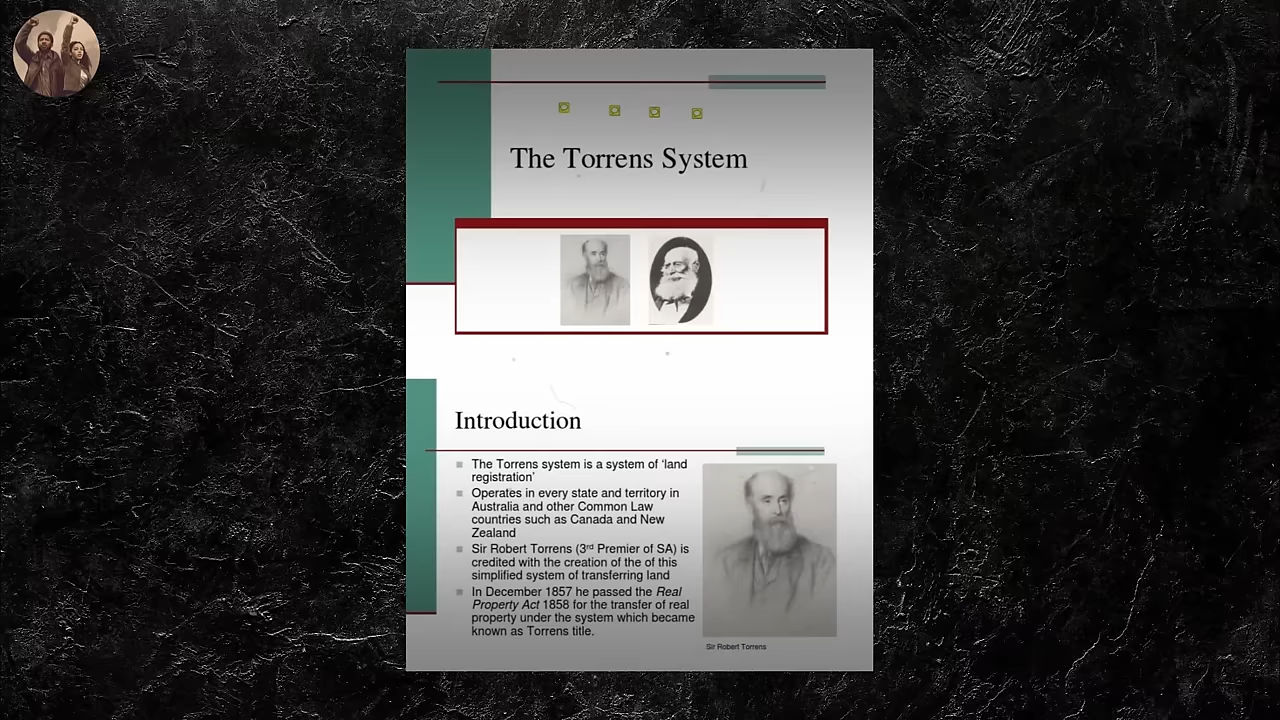 The Torrens System
Introduction
The Torrens system is a system of ‘land
registration’
Operates in every state and territory in
Australia and other Common Law
countries such as Canada and New
Zealand
Sir Robert Torrens (3rd Premier of SA) is
credited with the creation of the of this
simplified system of transferring land
In December 1857 he passed the Real
Property Act 1858 for the transfer of real
property under the system which became
known as Torrens title.
Sir Robert Torrens